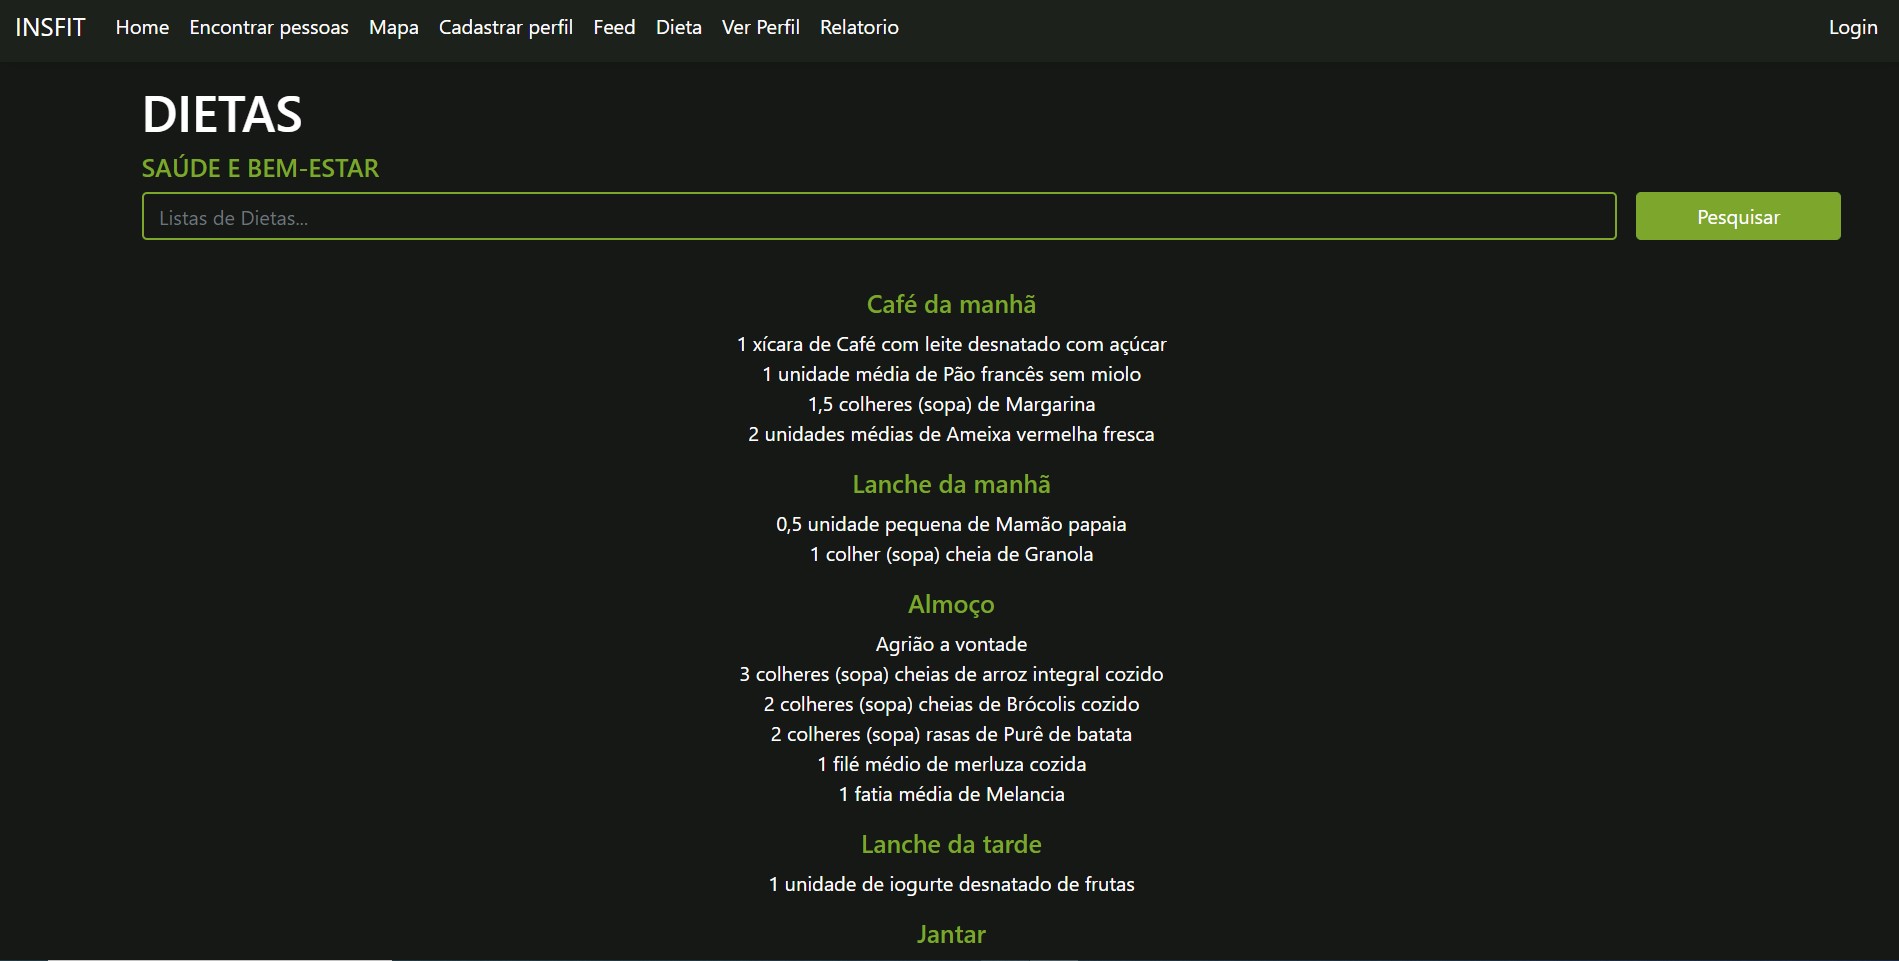 INSFIT Home Encontrar pessoas Mapa Cadastrar perfil Feed Dieta Ver Perfil Relatorio Login
DIETAS
SAÚDE E BEM-ESTAR
Listas de Dietas... Pesquisar
Café da manhã
1 xícara de Café com leite desnatado com açúcar
1 unidade média de Pão francês sem miolo
1,5 colheres (sopa) de Margarina
2 unidades médias de Ameixa vermelha fresca
Lanche da manhã
0,5 unidade pequena de Mamão papaia
1 colher (sopa) cheia de Granola
Almoço
Agrião a vontade
3 colheres (sopa) cheias de arroz integral cozido
2 colheres (sopa) cheias de Brócolis cozido
2 colheres (sopa) rasas de Purê de batata
1 filé médio de merluza cozida
1 fatia média de Melancia
Lanche da tarde
1 unidade de iogurte desnatado de frutas
Jantar